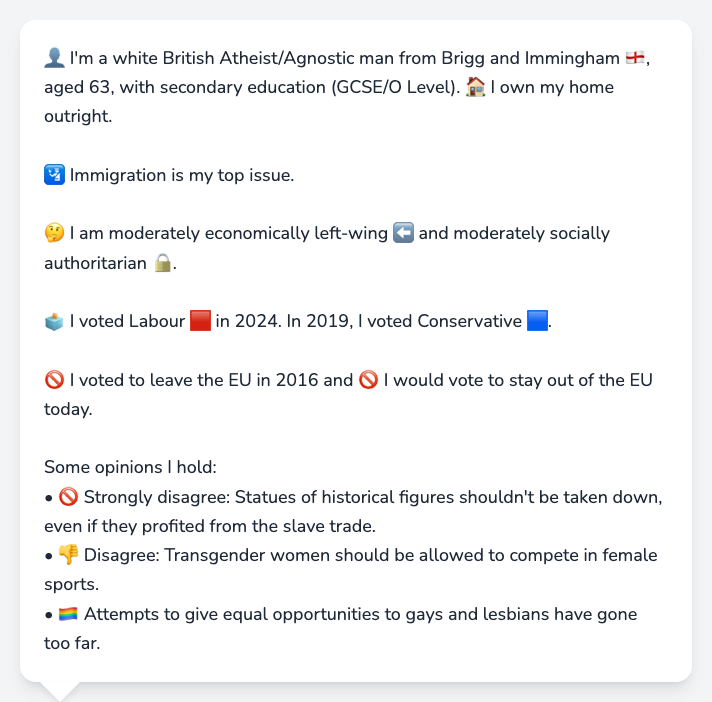 👤 I'm a white British Atheist/Agnostic man from Brigg and Immingham 🏴󠁧󠁢󠁥󠁮󠁧󠁿,
aged 63, with secondary education (GCSE/O Level). 🏠 I own my home
outright.
🛂 Immigration is my top issue.
🤔 I am moderately economically left-wing ⬅️ and moderately socially
authoritarian 🔒.
🗳️ I voted Labour 🟥 in 2024. In 2019, I voted Conservative 🟦.
🚫 I voted to leave the EU in 2016 and 🚫 I would vote to stay out of the EU
today.
Some opinions I hold:
• 🚫 Strongly disagree: Statues of historical figures shouldn't be taken down,
even if they profited from the slave trade.
• 👎 Disagree: Transgender women should be allowed to compete in female
sports.
• 🏳️‍🌈 Attempts to give equal opportunities to gays and lesbians have gone
too far.